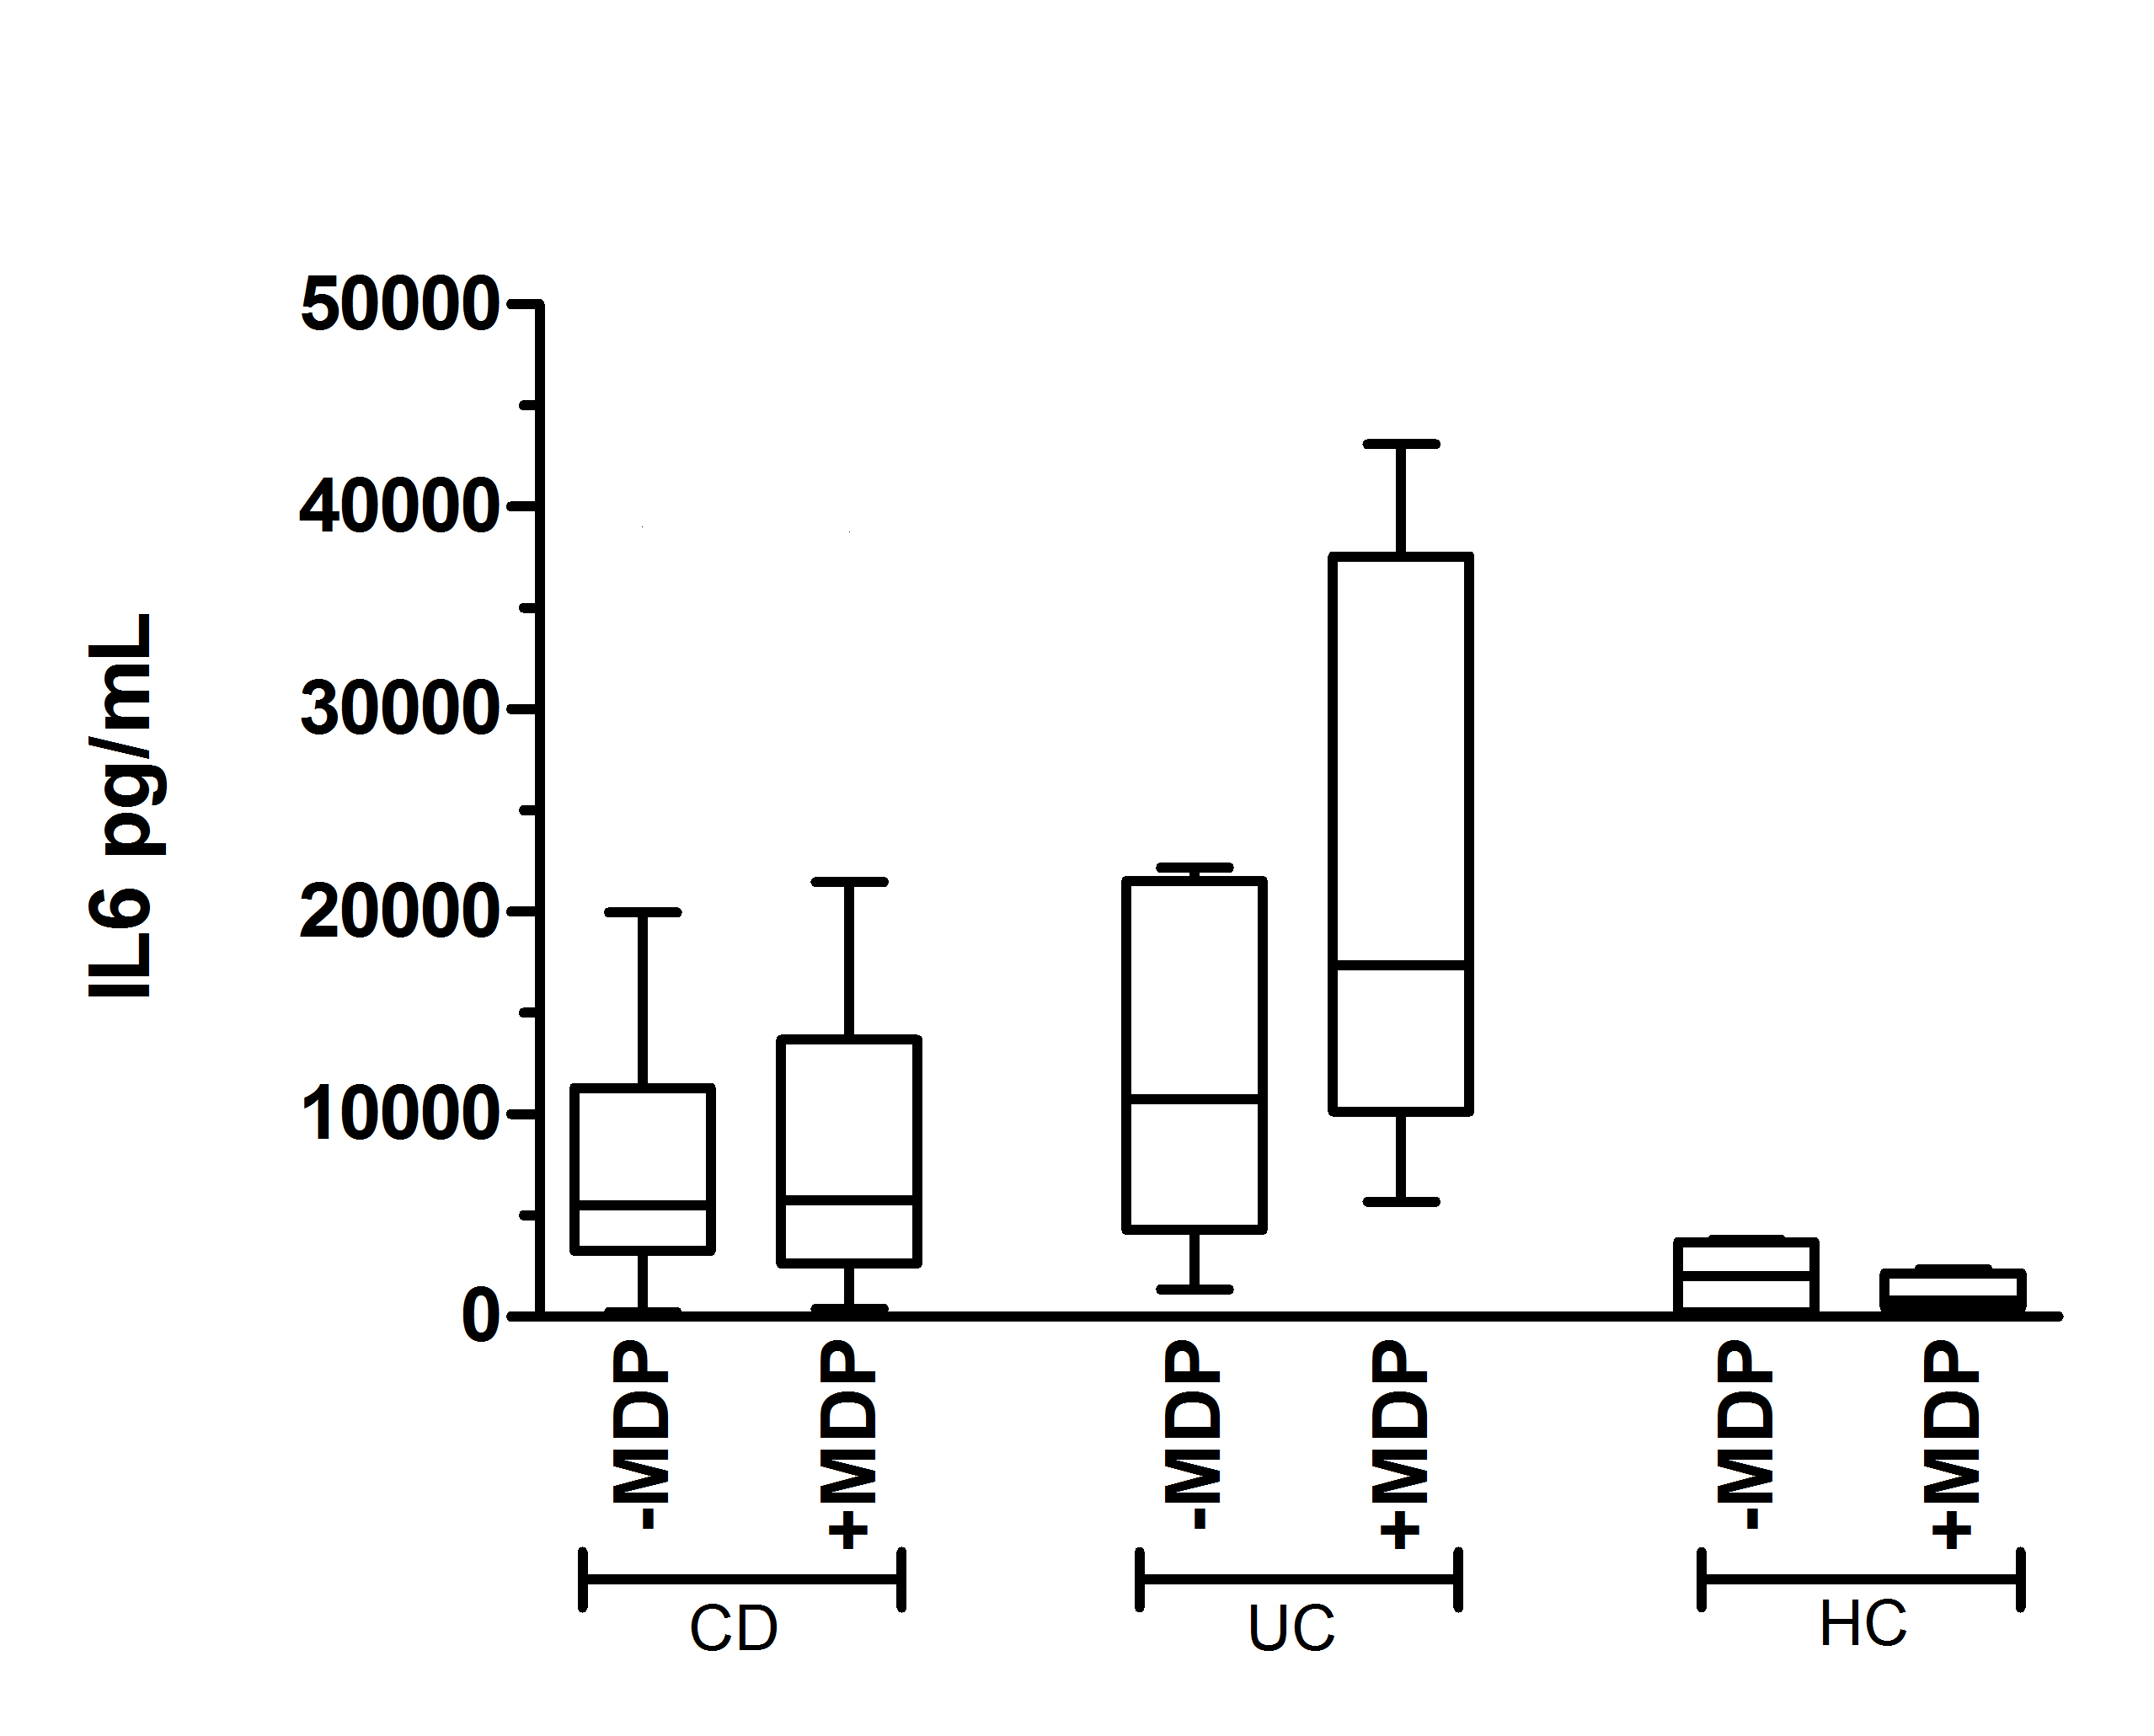 IL6 pg/mL
50000
40000
30000
20000
10000
0
-MDP
+MDP
-MDP
+MDP
-MDP
+MDP
CD
UC
HC